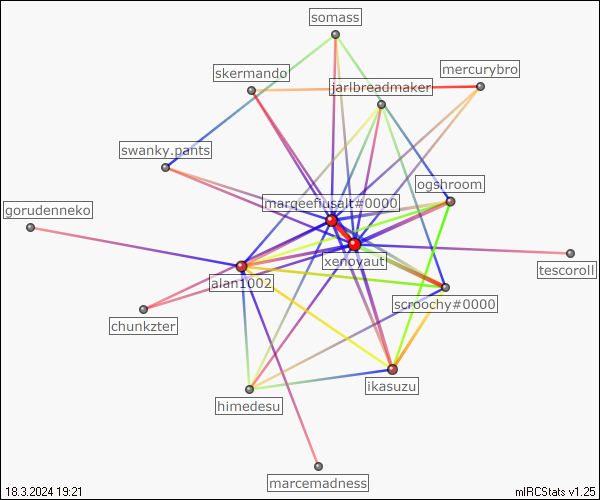 somass
skermando
mercurybro
jarlbreadmaker
swanky.pants
ogshroom
marqeefiusalt#0000
gorudenneko
xenoyaut
tescoroll
alan1002
scroochy#0000
chunkzter
ikasuzu
himedesu
marcemadness
18.3.2024 19:21
mIRCStats v1.25